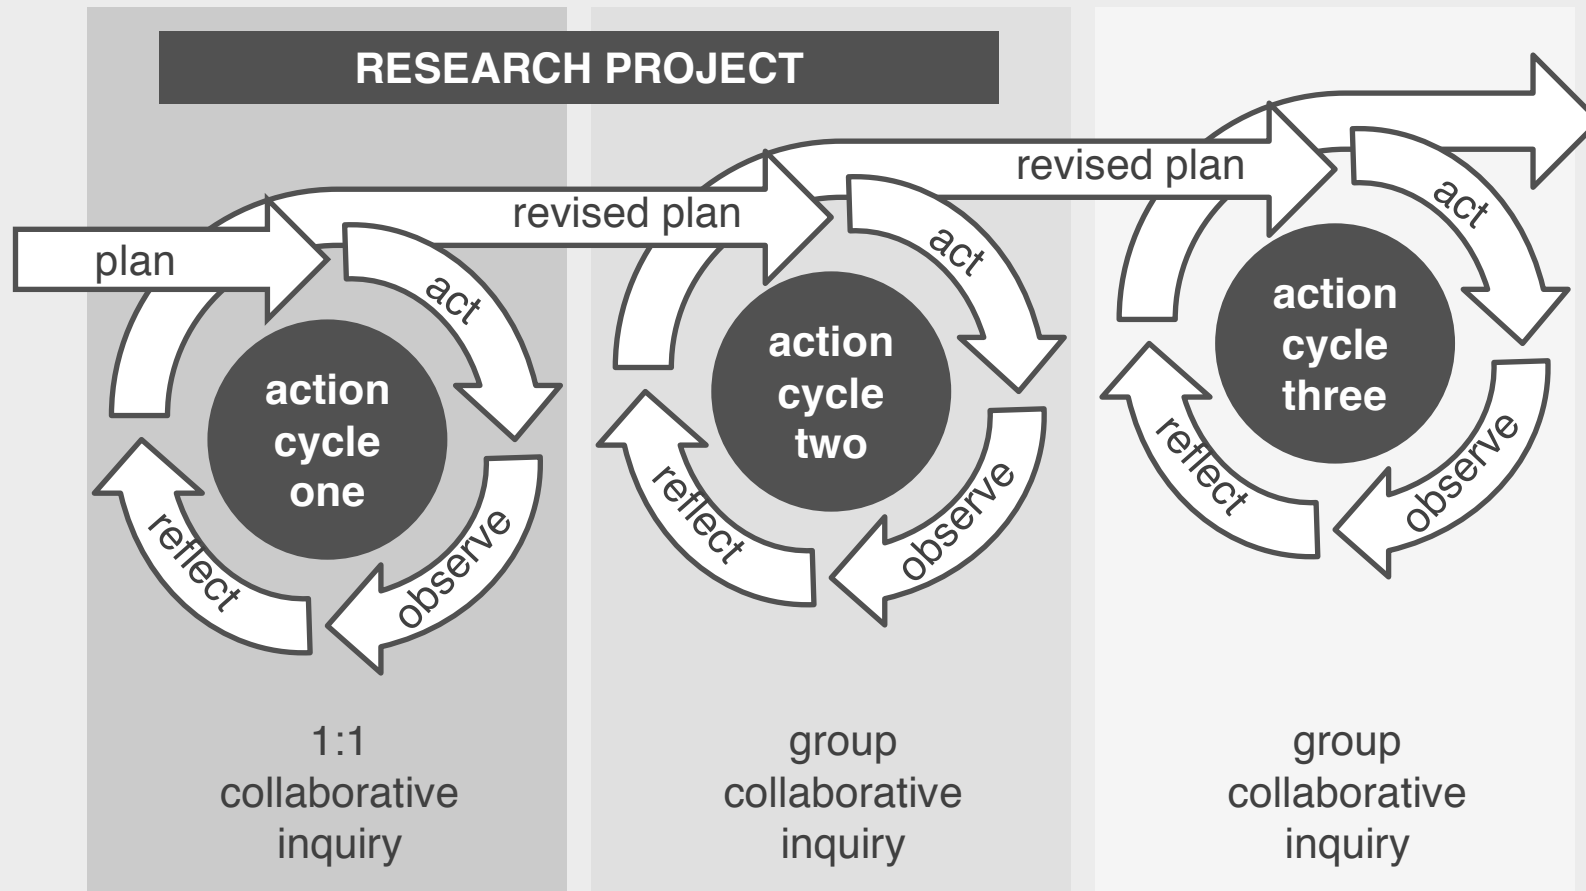 RESEARCH PROJECT
plan
act
observe
reflect
action
cycle
one
1:1
collaborative
inquiry
revised plan
act
observe
reflect
action
cycle
two
group
collaborative
inquiry
revised plan
act
observe
reflect
action
cycle
three
group
collaborative
inquiry